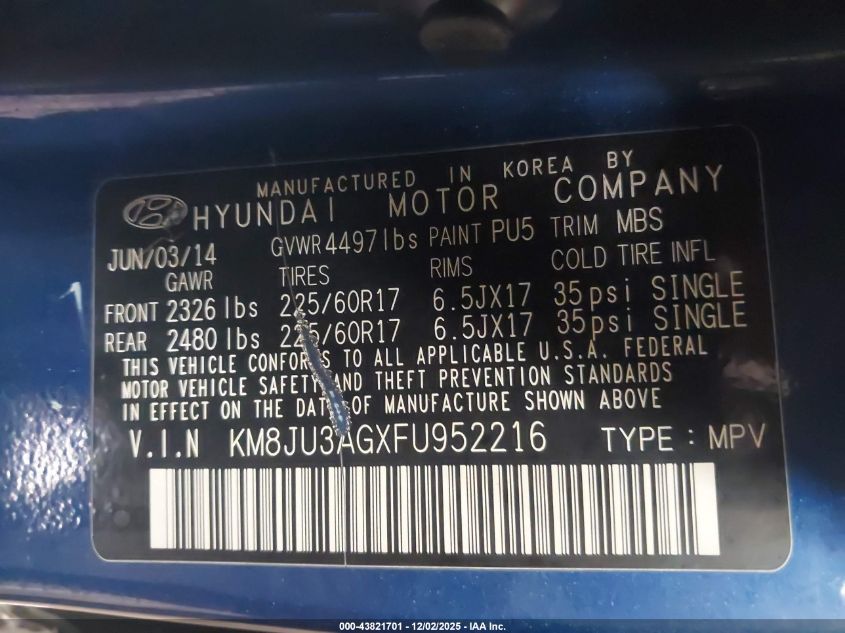 MANUFACTURED IN KOREA BY
HYUNDAI MOTOR COMPANY
JUN/03/14 GVWR 4497lbs PAINT PU5 TRIM MBS
GAWR TIRES RIMS COLD TIRE INFL
FRONT 2326 lbs 225/60R17 6.5JX17 35psi SINGLE
REAR 2480 lbs 225/60R17 6.5JX17 35psi SINGLE
THIS VEHICLE CONFORMS TO ALL APPLICABLE U.S.A. FEDERAL
MOTOR VEHICLE SAFETY AND THEFT PREVENTION STANDARDS
IN EFFECT ON THE DATE OF MANUFACTURE SHOWN ABOVE
V.I.N KM8JU3AGXFU952216 TYPE: MPV
000-43821701 - 12/02/2025 - IAA Inc.